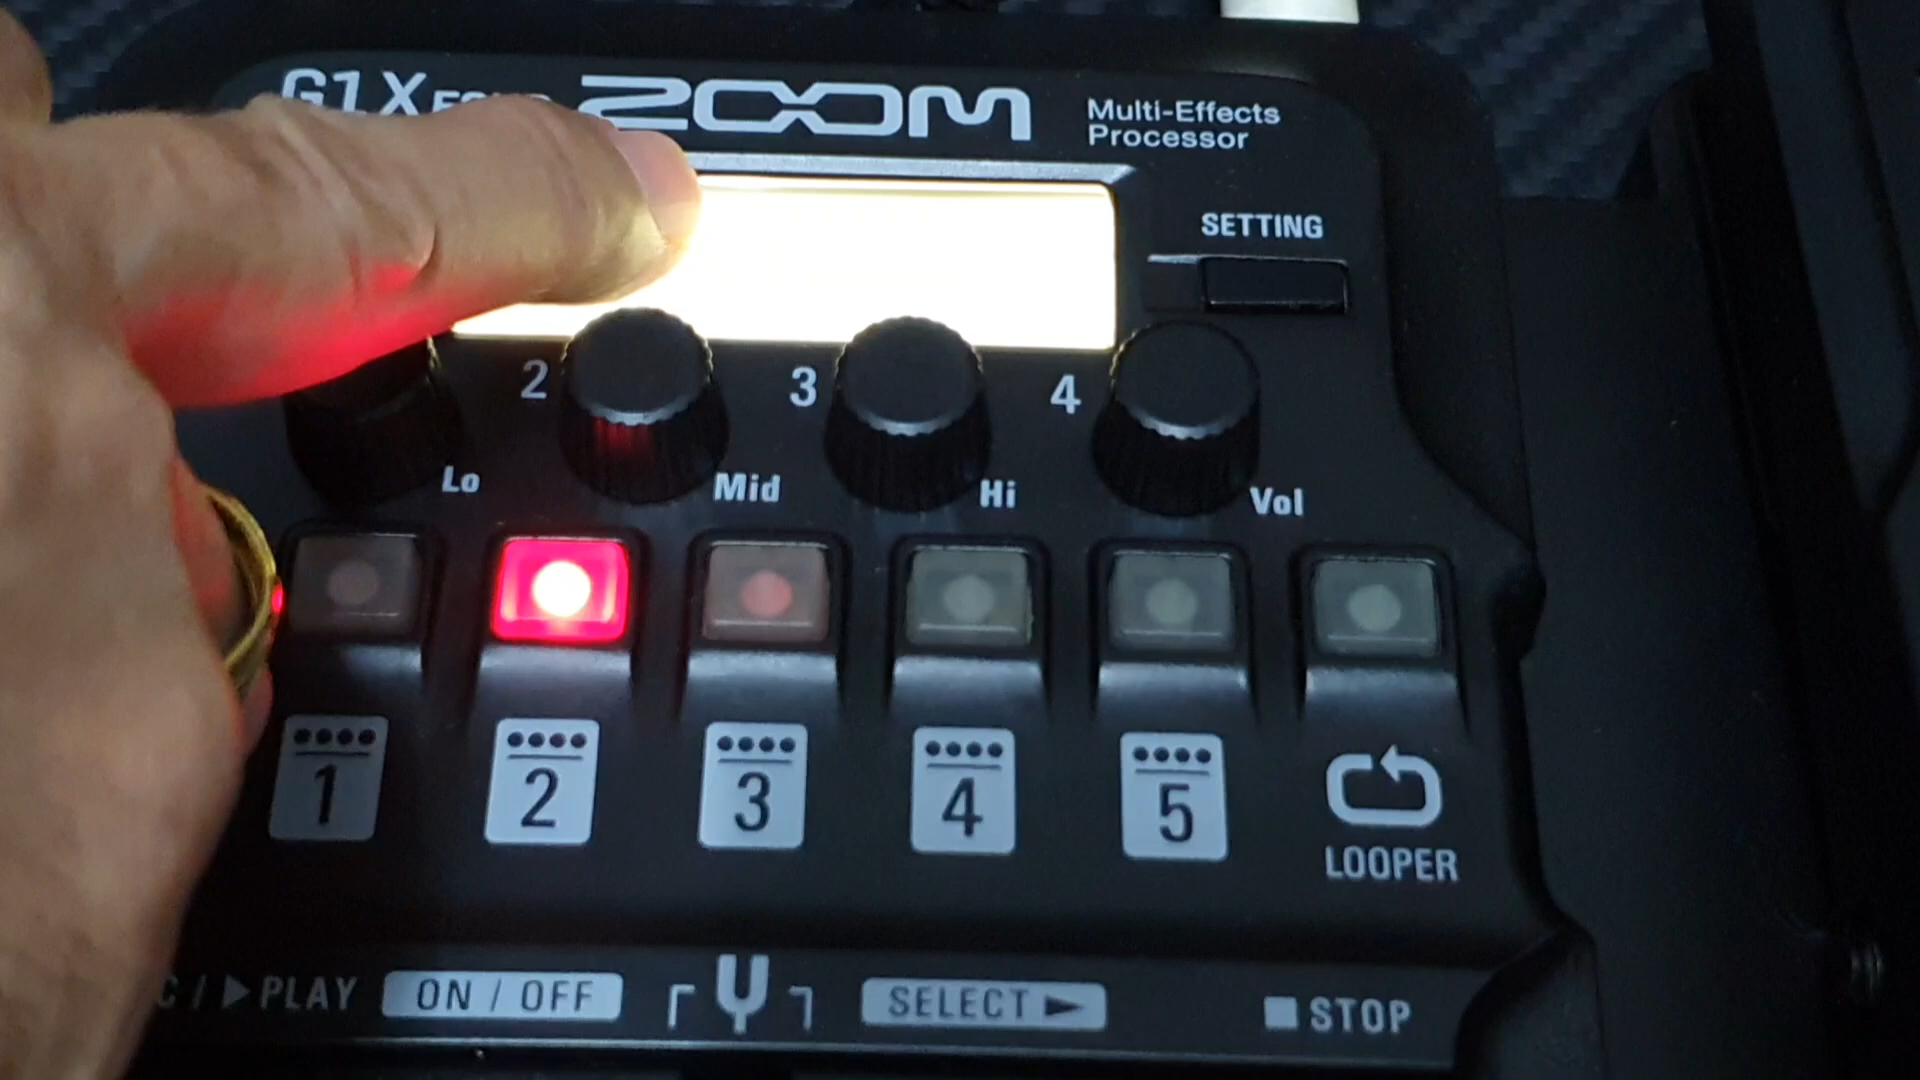 G1X ZOOM Multi-Effects
Processor
SETTING
2 3 4
Lo Mid Hi Vol
1 2 3 4 5
LOOPER
C / ▶PLAY ON / OFF SELECT ► ■ STOP